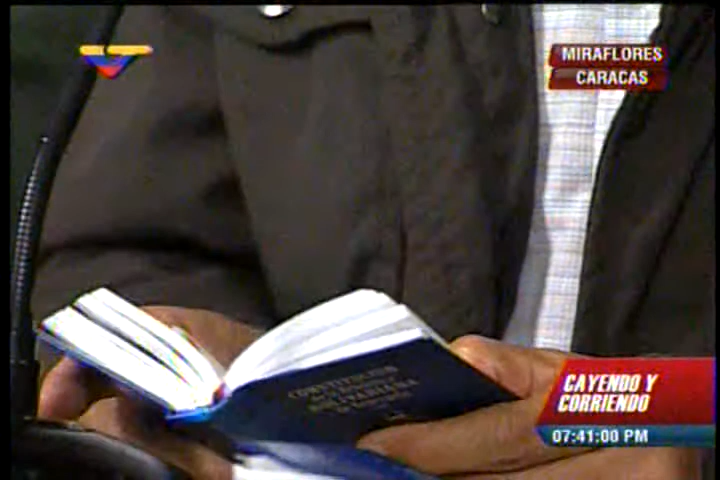 MIRAFLORES
CARACAS
CONSTITUCIÓN
BOLIVARIANA
CAYENDO Y
CORRIENDO
07:41:00 PM